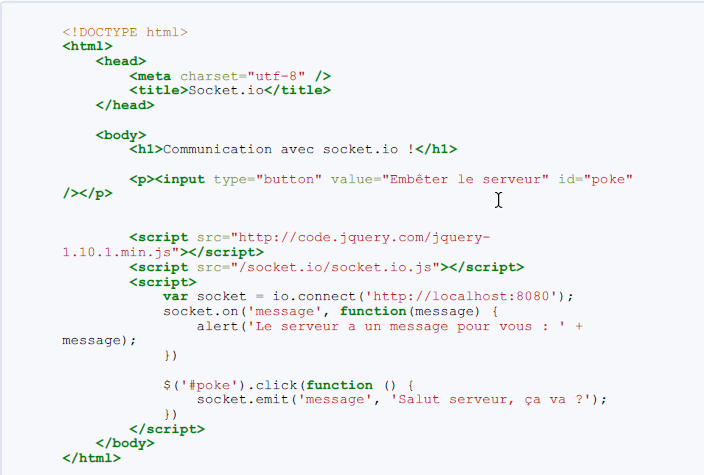 <!DOCTYPE html>
<html>
<head>
<meta charset="utf-8" />
<title>Socket.io</title>
</head>
<body>
<h1>Communication avec socket.io !</h1>
<p><input type="button" value="Embêter le serveur" id="poke"
/></p>
<script src="http://code.jquery.com/jquery-
1.10.1.min.js"></script>
<script src="/socket.io/socket.io.js"></script>
<script>
var socket = io.connect('http://localhost:8080');
socket.on('message', function(message) {
alert('Le serveur a un message pour vous : ' +
message);
})
$('#poke').click(function () {
socket.emit('message', 'Salut serveur, ça va ?');
})
</script>
</body>
</html>